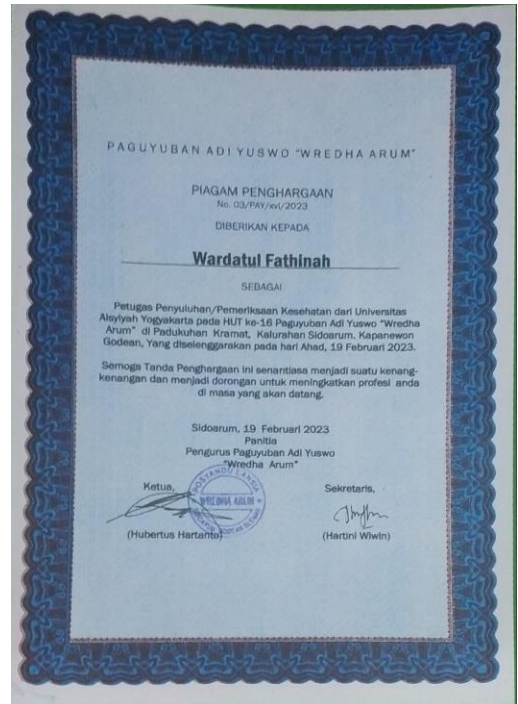 PAGUYUBAN ADI YUSWO "WREDHA ARUM"
PIAGAM PENGHARGAAN
No. 03/PAY/xvi/2023
DIBERIKAN KEPADA
Wardatul Fathinah
SEBAGAI
Petugas Penyuluhan/Pemeriksaan Kesehatan dari Universitas
Aisyiyah Yogyakarta pada HUT ke-16 Paguyuban Adi Yuswo "Wredha
Arum" di Padukuhan Kramat, Kalurahan Sidoarum. Kapanewon
Godean, Yang diselenggarakan pada hari Ahad, 19 Februari 2023.
Semoga Tanda Penghargaan ini senantiasa menjadi suatu kenang-
kenangan dan menjadi dorongan untuk meningkatkan profesi anda
di masa yang akan datang.
Sidoarum, 19 Februari 2023
Panitia
Pengurus Paguyuban Adi Yuswo
"Wredha Arum"
Ketua,
Sekretaris,
POSYANDU LANSIA
WREDHA ARUM
(Hubertus Hartanto)
(Hartini Wiwin)